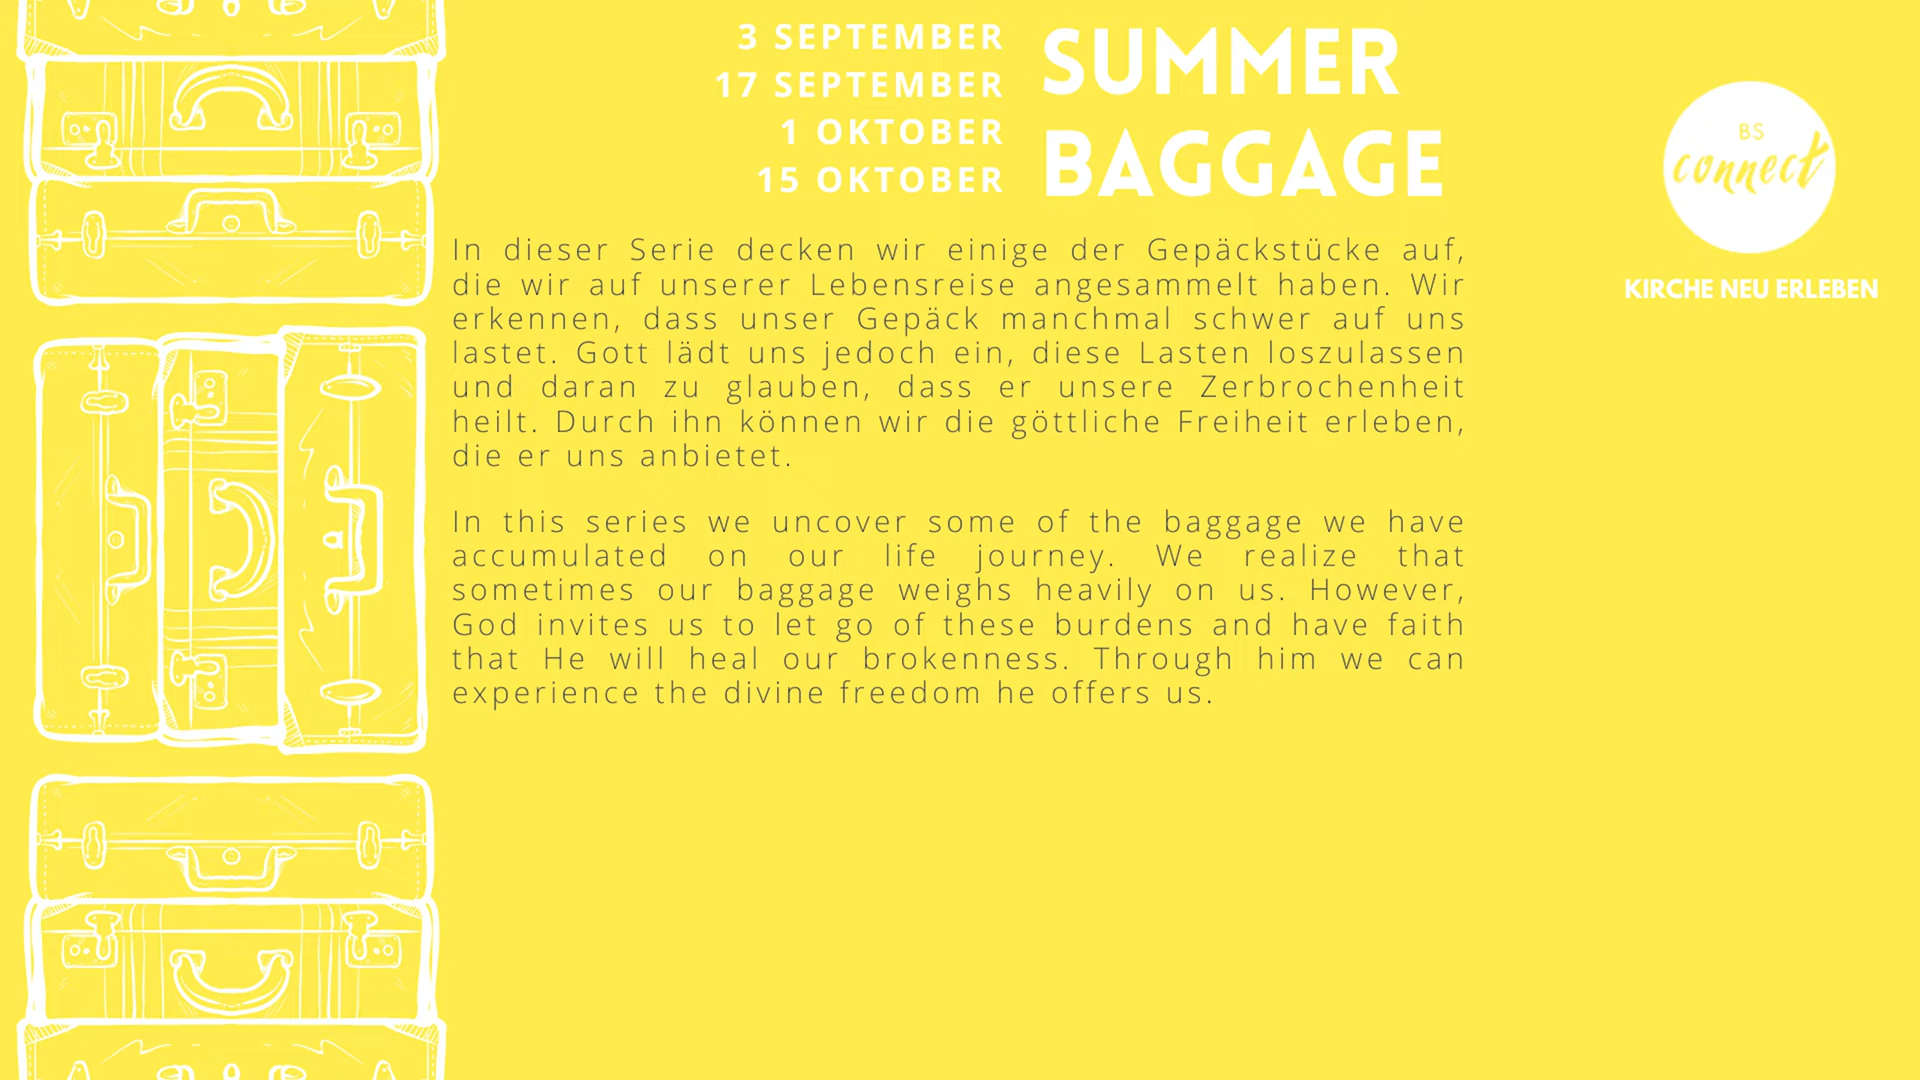 3 SEPTEMBER
17 SEPTEMBER
1 OKTOBER
15 OKTOBER
SUMMER
BAGGAGE
BS
connect
KIRCHE NEU ERLEBEN
In dieser Serie decken wir einige der Gepäckstücke auf,
die wir auf unserer Lebensreise angesammelt haben. Wir
erkennen, dass unser Gepäck manchmal schwer auf uns
lastet. Gott lädt uns jedoch ein, diese Lasten loszulassen
und daran zu glauben, dass er unsere Zerbrochenheit
heilt. Durch ihn können wir die göttliche Freiheit erleben,
die er uns anbietet.
In this series we uncover some of the baggage we have
accumulated on our life journey. We realize that
sometimes our baggage weighs heavily on us. However,
God invites us to let go of these burdens and have faith
that He will heal our brokenness. Through him we can
experience the divine freedom he offers us.